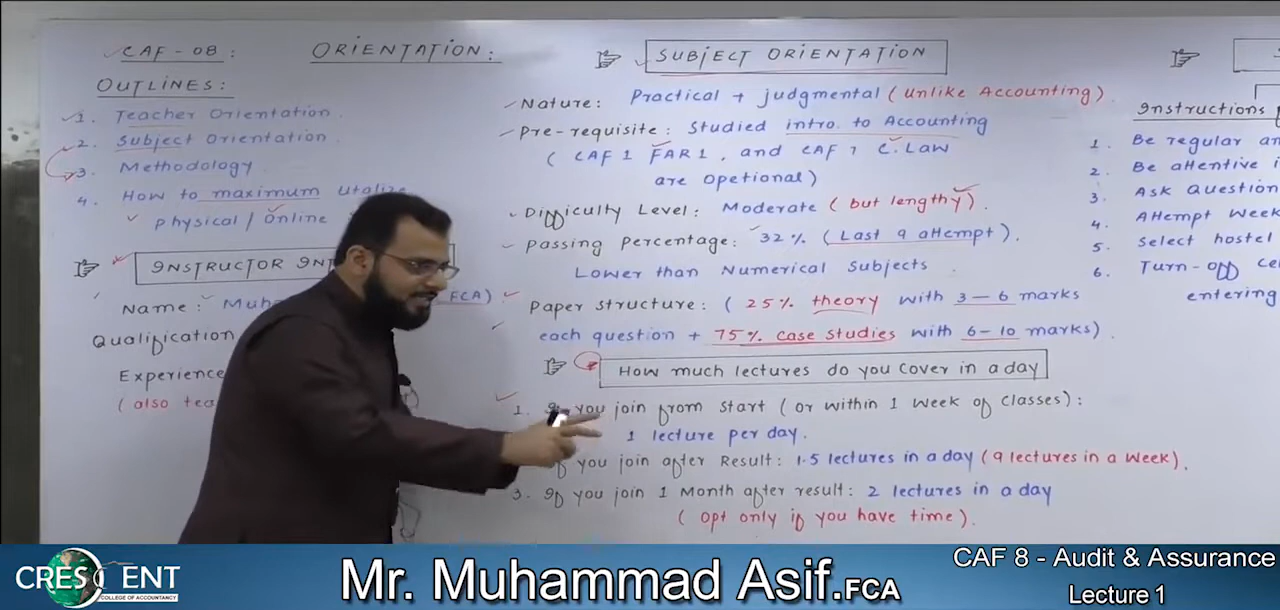 CAF - 08 :
ORIENTATION :
OUTLINES :
1. Teacher Orientation.
2. Subject Orientation
3. Methodology
4. How to maximum utalize
physical / online
INSTRUCTOR
Name :
FCA)
Qualification
Experience
(also
SUBJECT ORIENTATION
Nature : Practical + judgmental (unlike Accounting)
Pre-requisite : Studied intro. to Accounting
(CAF 1 FAR 1, and CAF 7 C. Law
are opetional)
Difficulty Level : Moderate (but lengthy).
Passing Percentage : 32% (Last 9 attempt).
Lower than Numerical Subjects
Paper structure : (25% theory with 3 - 6 marks
each question + 75% case studies with 6 - 10 marks).
How much lectures do you cover in a day
1. If you join from start (or within 1 week of classes) :
1 lecture per day.
If you join after Result : 1.5 lectures in a day (9 lectures in a week).
3. If you join 1 Month after result : 2 lectures in a day
(opt only if you have time).
Instructions
1. Be regular
2. Be attentive
3. Ask Question
4. Attempt Week
5. Select hostel
6. Turn-off
entering
CRESCENT
COLLEGE OF ACCOUNTANCY
Mr. Muhammad Asif.FCA
CAF 8 - Audit & Assurance
Lecture 1